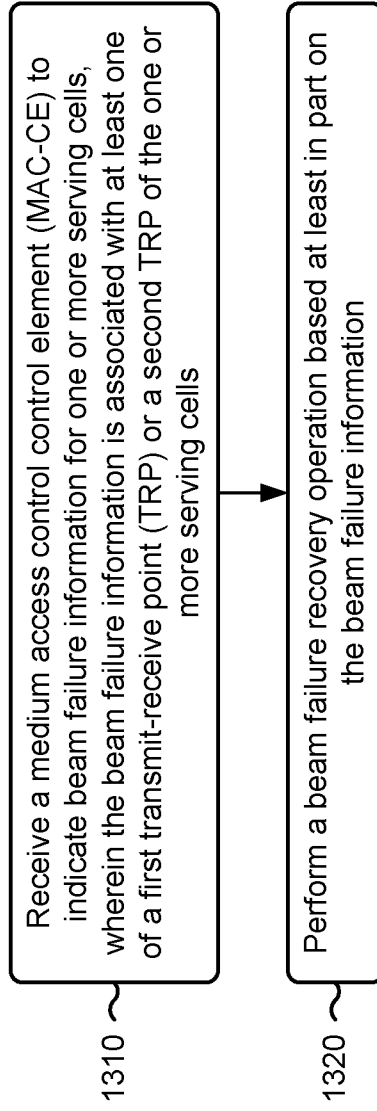 1310
Receive a medium access control control element (MAC-CE) to
indicate beam failure information for one or more serving cells,
wherein the beam failure information is associated with at least one
of a first transmit-receive point (TRP) or a second TRP of the one or
more serving cells
1320
Perform a beam failure recovery operation based at least in part on
the beam failure information